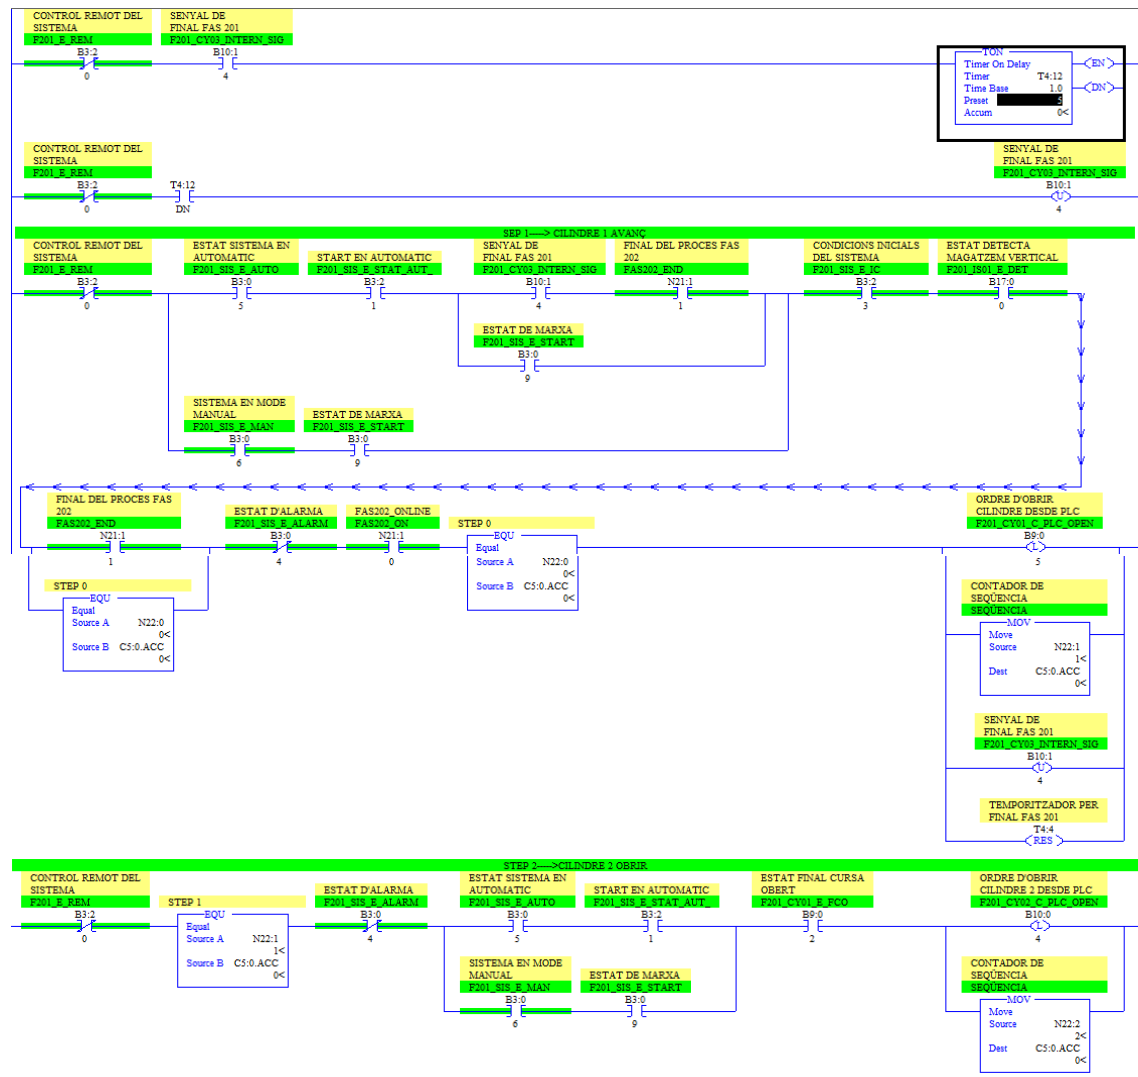 CONTROL REMOT DEL
SISTEMA
F201_E_REM
B3:2
0
SENYAL DE
FINAL FAS 201
F201_CY03_INTERN_SIG
B10:1
4
TON
Timer On Delay
Timer T4:12
Time Base 1.0
Preset 5
Accum 0<
EN
DN
CONTROL REMOT DEL
SISTEMA
F201_E_REM
B3:2
0
T4:12
DN
SENYAL DE
FINAL FAS 201
F201_CY03_INTERN_SIG
B10:1
U
4
SEP 1----> CILINDRE 1 AVANÇ
CONTROL REMOT DEL
SISTEMA
F201_E_REM
B3:2
0
ESTAT SISTEMA EN
AUTOMATIC
F201_SIS_E_AUTO
B3:0
5
START EN AUTOMATIC
F201_SIS_E_STAT_AUT_
B3:2
1
SENYAL DE
FINAL FAS 201
F201_CY03_INTERN_SIG
B10:1
4
FINAL DEL PROCES FAS
202
FAS202_END
N21:1
1
CONDICIONS INICIALS
DEL SISTEMA
F201_SIS_E_IC
B3:2
3
ESTAT DETECTA
MAGATZEM VERTICAL
F201_IS01_E_DET
B17:0
0
ESTAT DE MARXA
F201_SIS_E_START
B3:0
9
SISTEMA EN MODE
MANUAL
F201_SIS_E_MAN
B3:0
6
ESTAT DE MARXA
F201_SIS_E_START
B3:0
9
FINAL DEL PROCES FAS
202
FAS202_END
N21:1
1
ESTAT D'ALARMA
F201_SIS_E_ALARM
B3:0
4
FAS202_ONLINE
FAS202_ON
N21:1
0
STEP 0
EQU
Equal
Source A N22:0
0<
Source B C5:0.ACC
0<
ORDRE D'OBRIR
CILINDRE DESDE PLC
F201_CY01_C_PLC_OPEN
B9:0
L
5
STEP 0
EQU
Equal
Source A N22:0
0<
Source B C5:0.ACC
0<
CONTADOR DE
SEQÜENCIA
SEQÜENCIA
MOV
Move
Source N22:1
1<
Dest C5:0.ACC
0<
SENYAL DE
FINAL FAS 201
F201_CY03_INTERN_SIG
B10:1
U
4
TEMPORITZADOR PER
FINAL FAS 201
T4:4
RES
STEP 2---->CILINDRE 2 OBRIR
CONTROL REMOT DEL
SISTEMA
F201_E_REM
B3:2
0
STEP 1
EQU
Equal
Source A N22:1
1<
Source B C5:0.ACC
0<
ESTAT D'ALARMA
F201_SIS_E_ALARM
B3:0
4
ESTAT SISTEMA EN
AUTOMATIC
F201_SIS_E_AUTO
B3:0
5
START EN AUTOMATIC
F201_SIS_E_STAT_AUT_
B3:2
1
ESTAT FINAL CURSA
OBERT
F201_CY01_E_FCO
B9:0
2
ORDRE D'OBRIR
CILINDRE 2 DESDE PLC
F201_CY02_C_PLC_OPEN
B10:0
L
4
SISTEMA EN MODE
MANUAL
F201_SIS_E_MAN
B3:0
6
ESTAT DE MARXA
F201_SIS_E_START
B3:0
9
CONTADOR DE
SEQÜENCIA
SEQÜENCIA
MOV
Move
Source N22:2
2<
Dest C5:0.ACC
0<